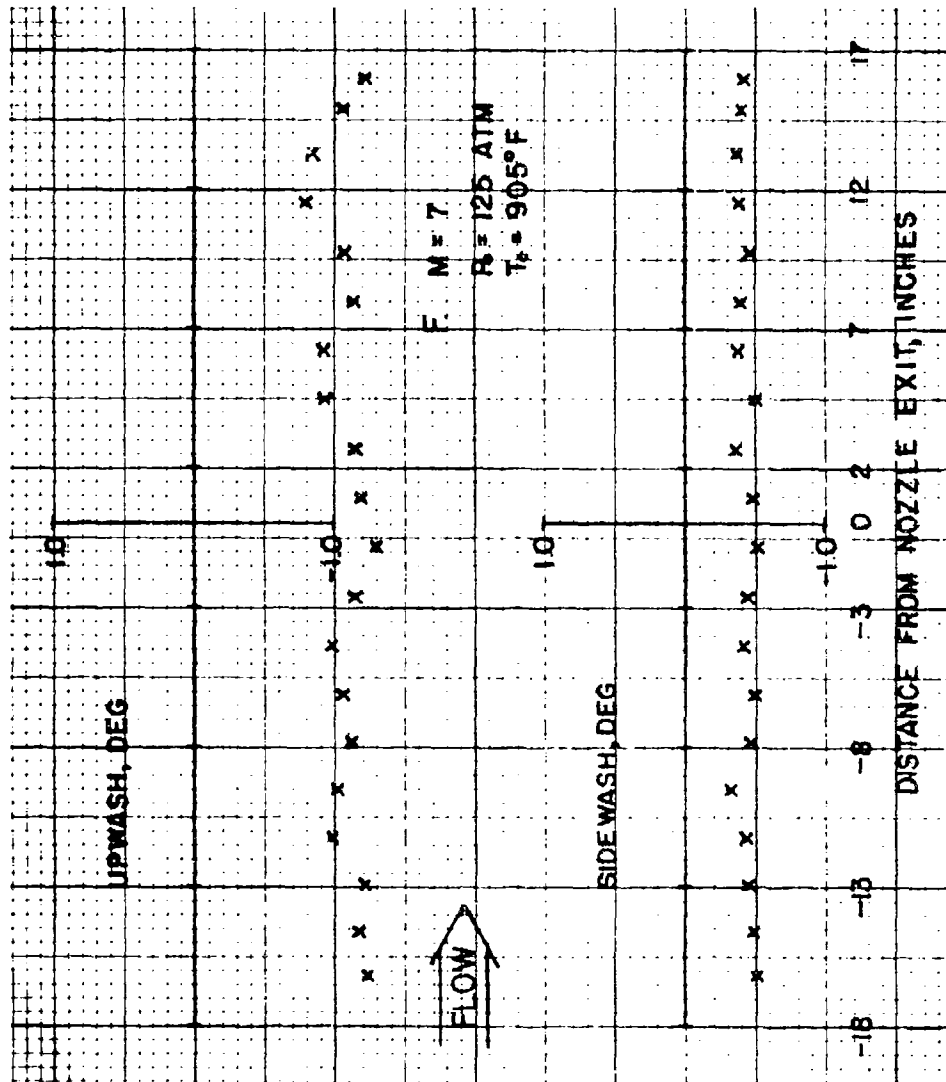 UPWASH, DEG
1.0
-1.0
F. M = 7
P₀ = 125 ATM
T₀ = 905°F
FLOW
SIDEWASH, DEG
1.0
-1.0
-18 -13 -8 -3 0 2 7 12 17
DISTANCE FROM NOZZLE EXIT, INCHES